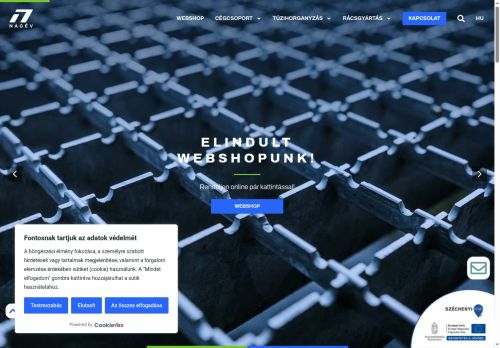 NAGÉV
WEBSHOP
CÉGCSOPORT
TŰZIHORGANYZÁS
RÁCSGYÁRTÁS
KAPCSOLAT
HU
ELINDULT
WEBSHOPUNK!
Rendeljen online pár kattintással!
WEBSHOP
Fontosnak tartjuk az adatok védelmét
A böngészési élmény fokozása, a személyre szabott
hirdetések vagy tartalmak megjelenítése, valamint a forgalom
elemzése érdekében sütiket (cookie) használunk. A "Mindet
elfogadom" gombra kattintva hozzájárulhat a sütik
használatához.
Testreszabás
Elutasít
Az összes elfogadása
Powered by Cookieyes
SZÉCHENYI